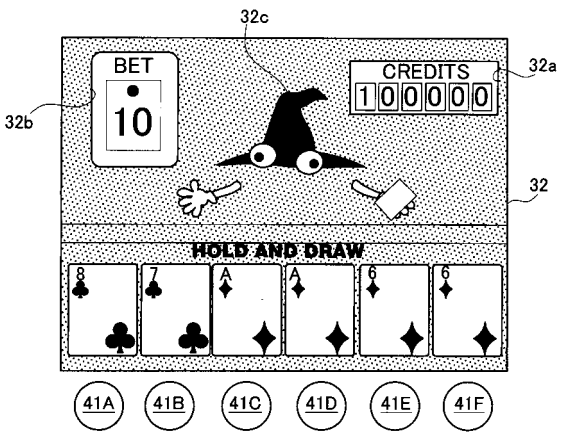 32c
BET
10
CREDITS
100000
32a
32b
32
HOLD AND DRAW
8 7 A A 6 6
41A 41B 41C 41D 41E 41F